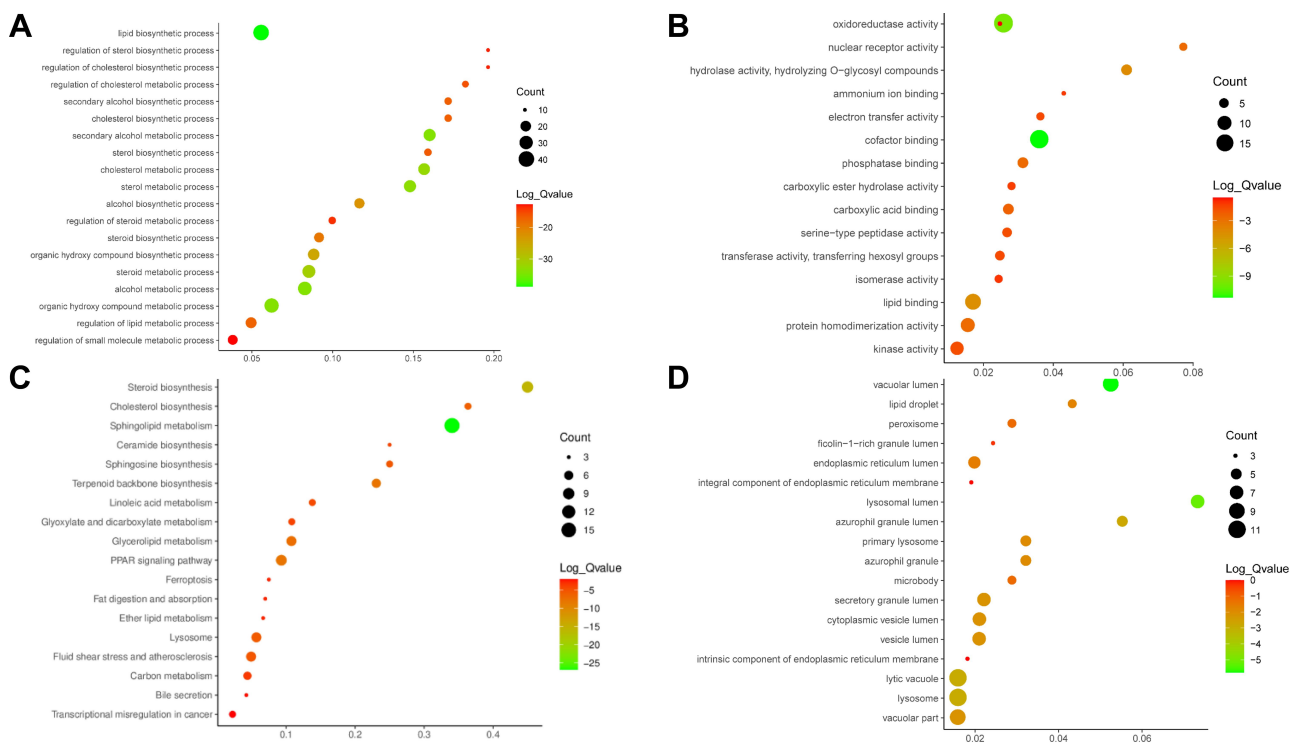 A
lipid biosynthetic process
regulation of sterol biosynthetic process
regulation of cholesterol biosynthetic process
regulation of cholesterol metabolic process
secondary alcohol biosynthetic process
cholesterol biosynthetic process
secondary alcohol metabolic process
sterol biosynthetic process
cholesterol metabolic process
sterol metabolic process
alcohol biosynthetic process
regulation of steroid metabolic process
steroid biosynthetic process
organic hydroxy compound biosynthetic process
steroid metabolic process
alcohol metabolic process
organic hydroxy compound metabolic process
regulation of lipid metabolic process
regulation of small molecule metabolic process
0.05 0.10 0.15 0.20
Count
10
20
30
40
Log_Qvalue
−20
−30
B
oxidoreductase activity
nuclear receptor activity
hydrolase activity, hydrolyzing O−glycosyl compounds
ammonium ion binding
electron transfer activity
cofactor binding
phosphatase binding
carboxylic ester hydrolase activity
carboxylic acid binding
serine−type peptidase activity
transferase activity, transferring hexosyl groups
isomerase activity
lipid binding
protein homodimerization activity
kinase activity
0.02 0.04 0.06 0.08
Count
5
10
15
Log_Qvalue
−3
−6
−9
C
Steroid biosynthesis
Cholesterol biosynthesis
Sphingolipid metabolism
Ceramide biosynthesis
Sphingosine biosynthesis
Terpenoid backbone biosynthesis
Linoleic acid metabolism
Glyoxylate and dicarboxylate metabolism
Glycerolipid metabolism
PPAR signaling pathway
Ferroptosis
Fat digestion and absorption
Ether lipid metabolism
Lysosome
Fluid shear stress and atherosclerosis
Carbon metabolism
Bile secretion
Transcriptional misregulation in cancer
0.1 0.2 0.3 0.4
Count
3
6
9
12
15
Log_Qvalue
−5
−10
−15
−20
−25
D
vacuolar lumen
lipid droplet
peroxisome
ficolin−1−rich granule lumen
endoplasmic reticulum lumen
integral component of endoplasmic reticulum membrane
lysosomal lumen
azurophil granule lumen
primary lysosome
azurophil granule
microbody
secretory granule lumen
cytoplasmic vesicle lumen
vesicle lumen
intrinsic component of endoplasmic reticulum membrane
lytic vacuole
lysosome
vacuolar part
0.02 0.04 0.06
Count
3
5
7
9
11
Log_Qvalue
0
−1
−2
−3
−4
−5